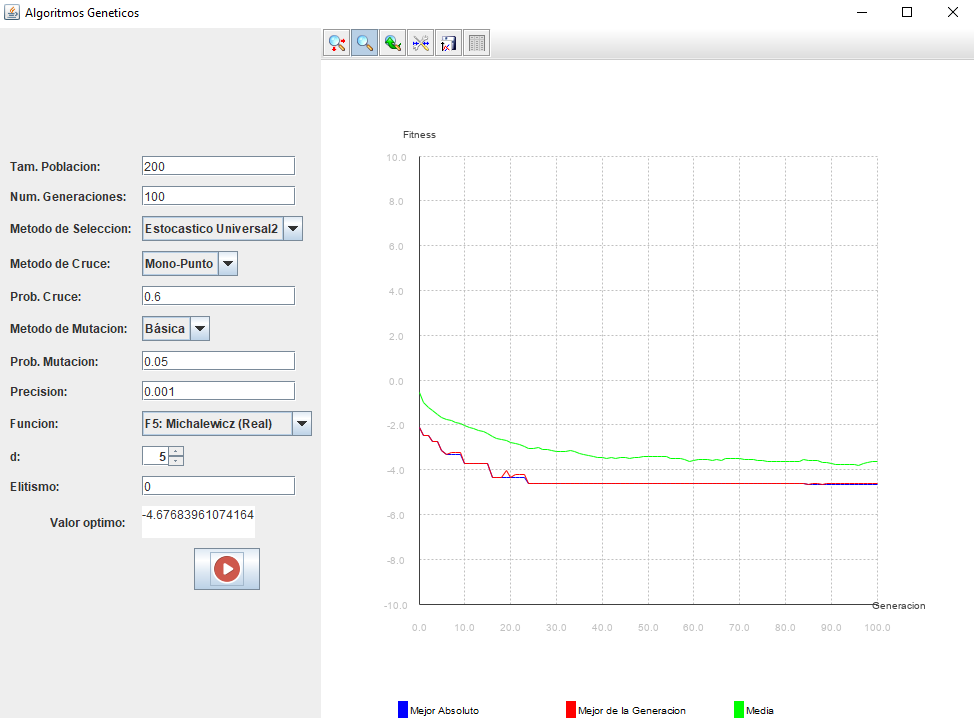 Algoritmos Geneticos
Tam. Poblacion: 200
Num. Generaciones: 100
Metodo de Seleccion: Estocastico Universal2
Metodo de Cruce: Mono-Punto
Prob. Cruce: 0.6
Metodo de Mutacion: Básica
Prob. Mutacion: 0.05
Precision: 0.001
Funcion: F5: Michalewicz (Real)
d: 5
Elitismo: 0
Valor optimo: -4.67683961074164
Fitness
10.0
8.0
6.0
4.0
2.0
0.0
-2.0
-4.0
-6.0
-8.0
-10.0
Generacion
0.0 10.0 20.0 30.0 40.0 50.0 60.0 70.0 80.0 90.0 100.0
Mejor Absoluto Mejor de la Generacion Media